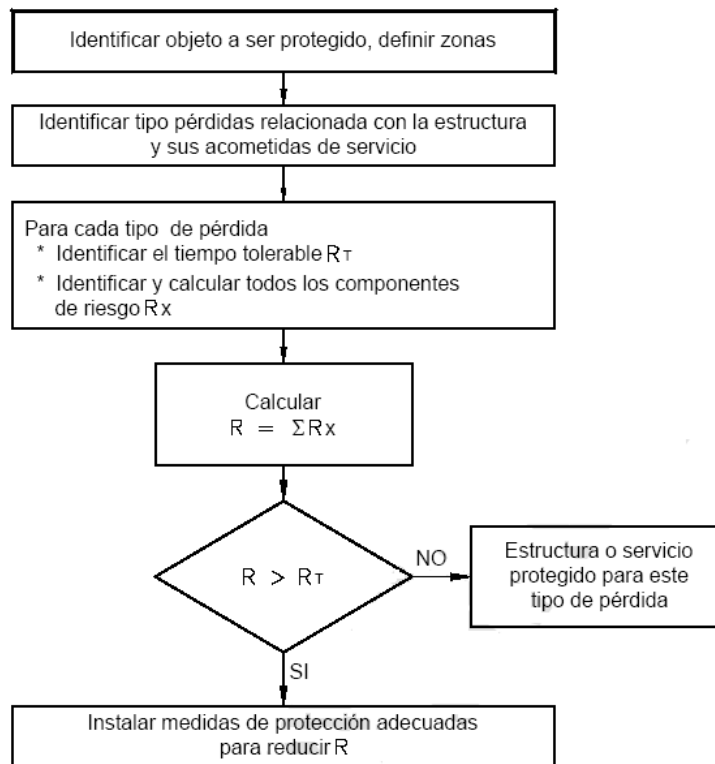 Identificar objeto a ser protegido, definir zonas
Identificar tipo pérdidas relacionada con la estructura
y sus acometidas de servicio
Para cada tipo de pérdida
* Identificar el tiempo tolerable RT
* Identificar y calcular todos los componentes
de riesgo Rx
Calcular
R = ΣRx
R > RT
NO
Estructura o servicio
protegido para este
tipo de pérdida
SI
Instalar medidas de protección adecuadas
para reducir R